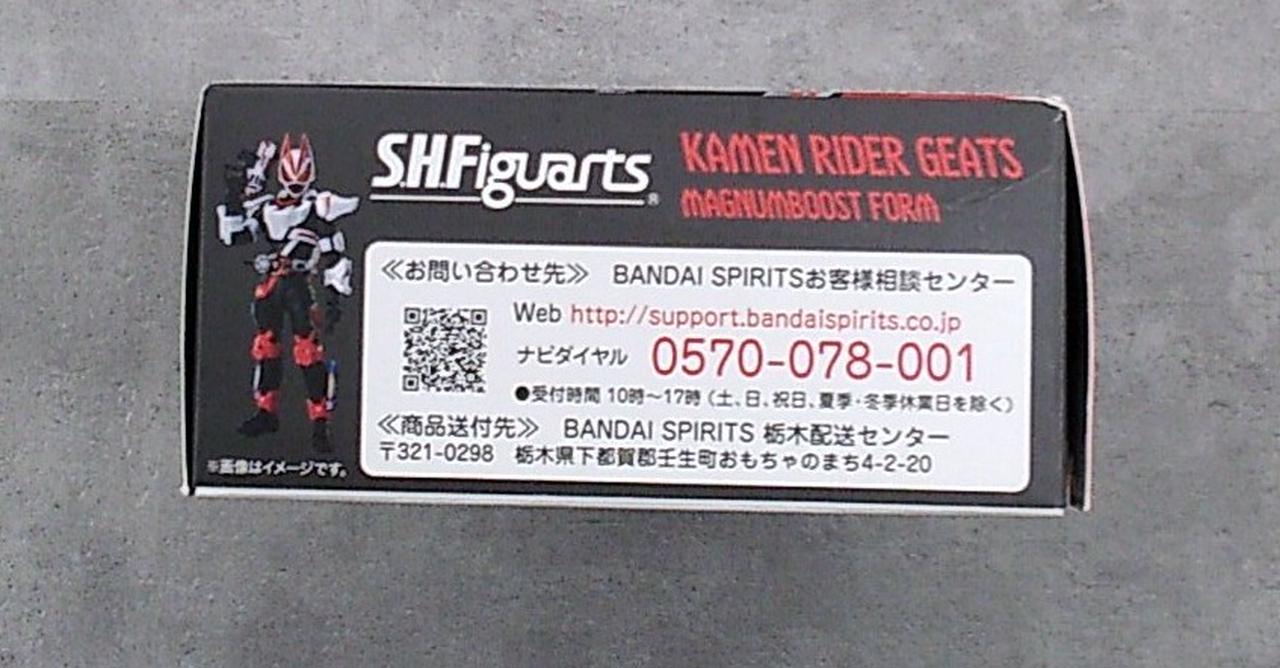 S.H.Figuarts®
KAMEN RIDER GEATS
MAGNUMBOOST FORM
≪お問い合わせ先≫ BANDAI SPIRITSお客様相談センター
Web http://support.bandaispirits.co.jp
ナビダイヤル 0570-078-001
●受付時間 10時〜17時（土、日、祝日、夏季・冬季休業日を除く）
≪商品送付先≫ BANDAI SPIRITS 栃木配送センター
〒321-0298 栃木県下都賀郡壬生町おもちゃのまち4-2-20
※画像はイメージです。